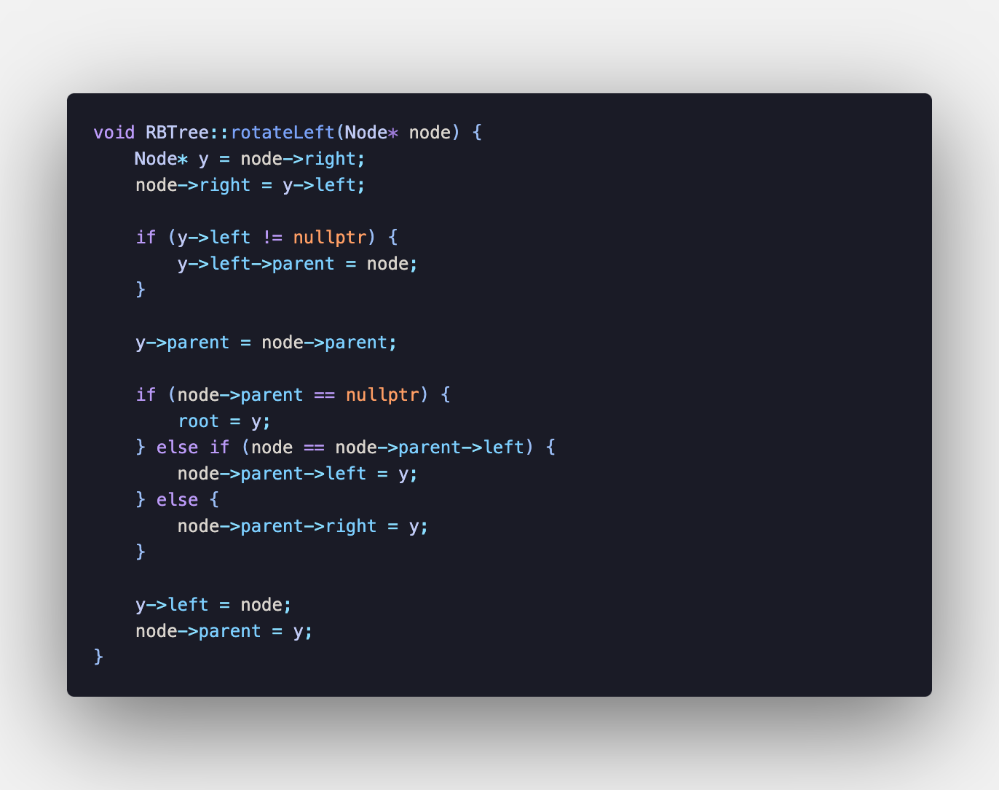 void RBTree::rotateLeft(Node* node) {
    Node* y = node->right;
    node->right = y->left;

    if (y->left != nullptr) {
        y->left->parent = node;
    }

    y->parent = node->parent;

    if (node->parent == nullptr) {
        root = y;
    } else if (node == node->parent->left) {
        node->parent->left = y;
    } else {
        node->parent->right = y;
    }

    y->left = node;
    node->parent = y;
}